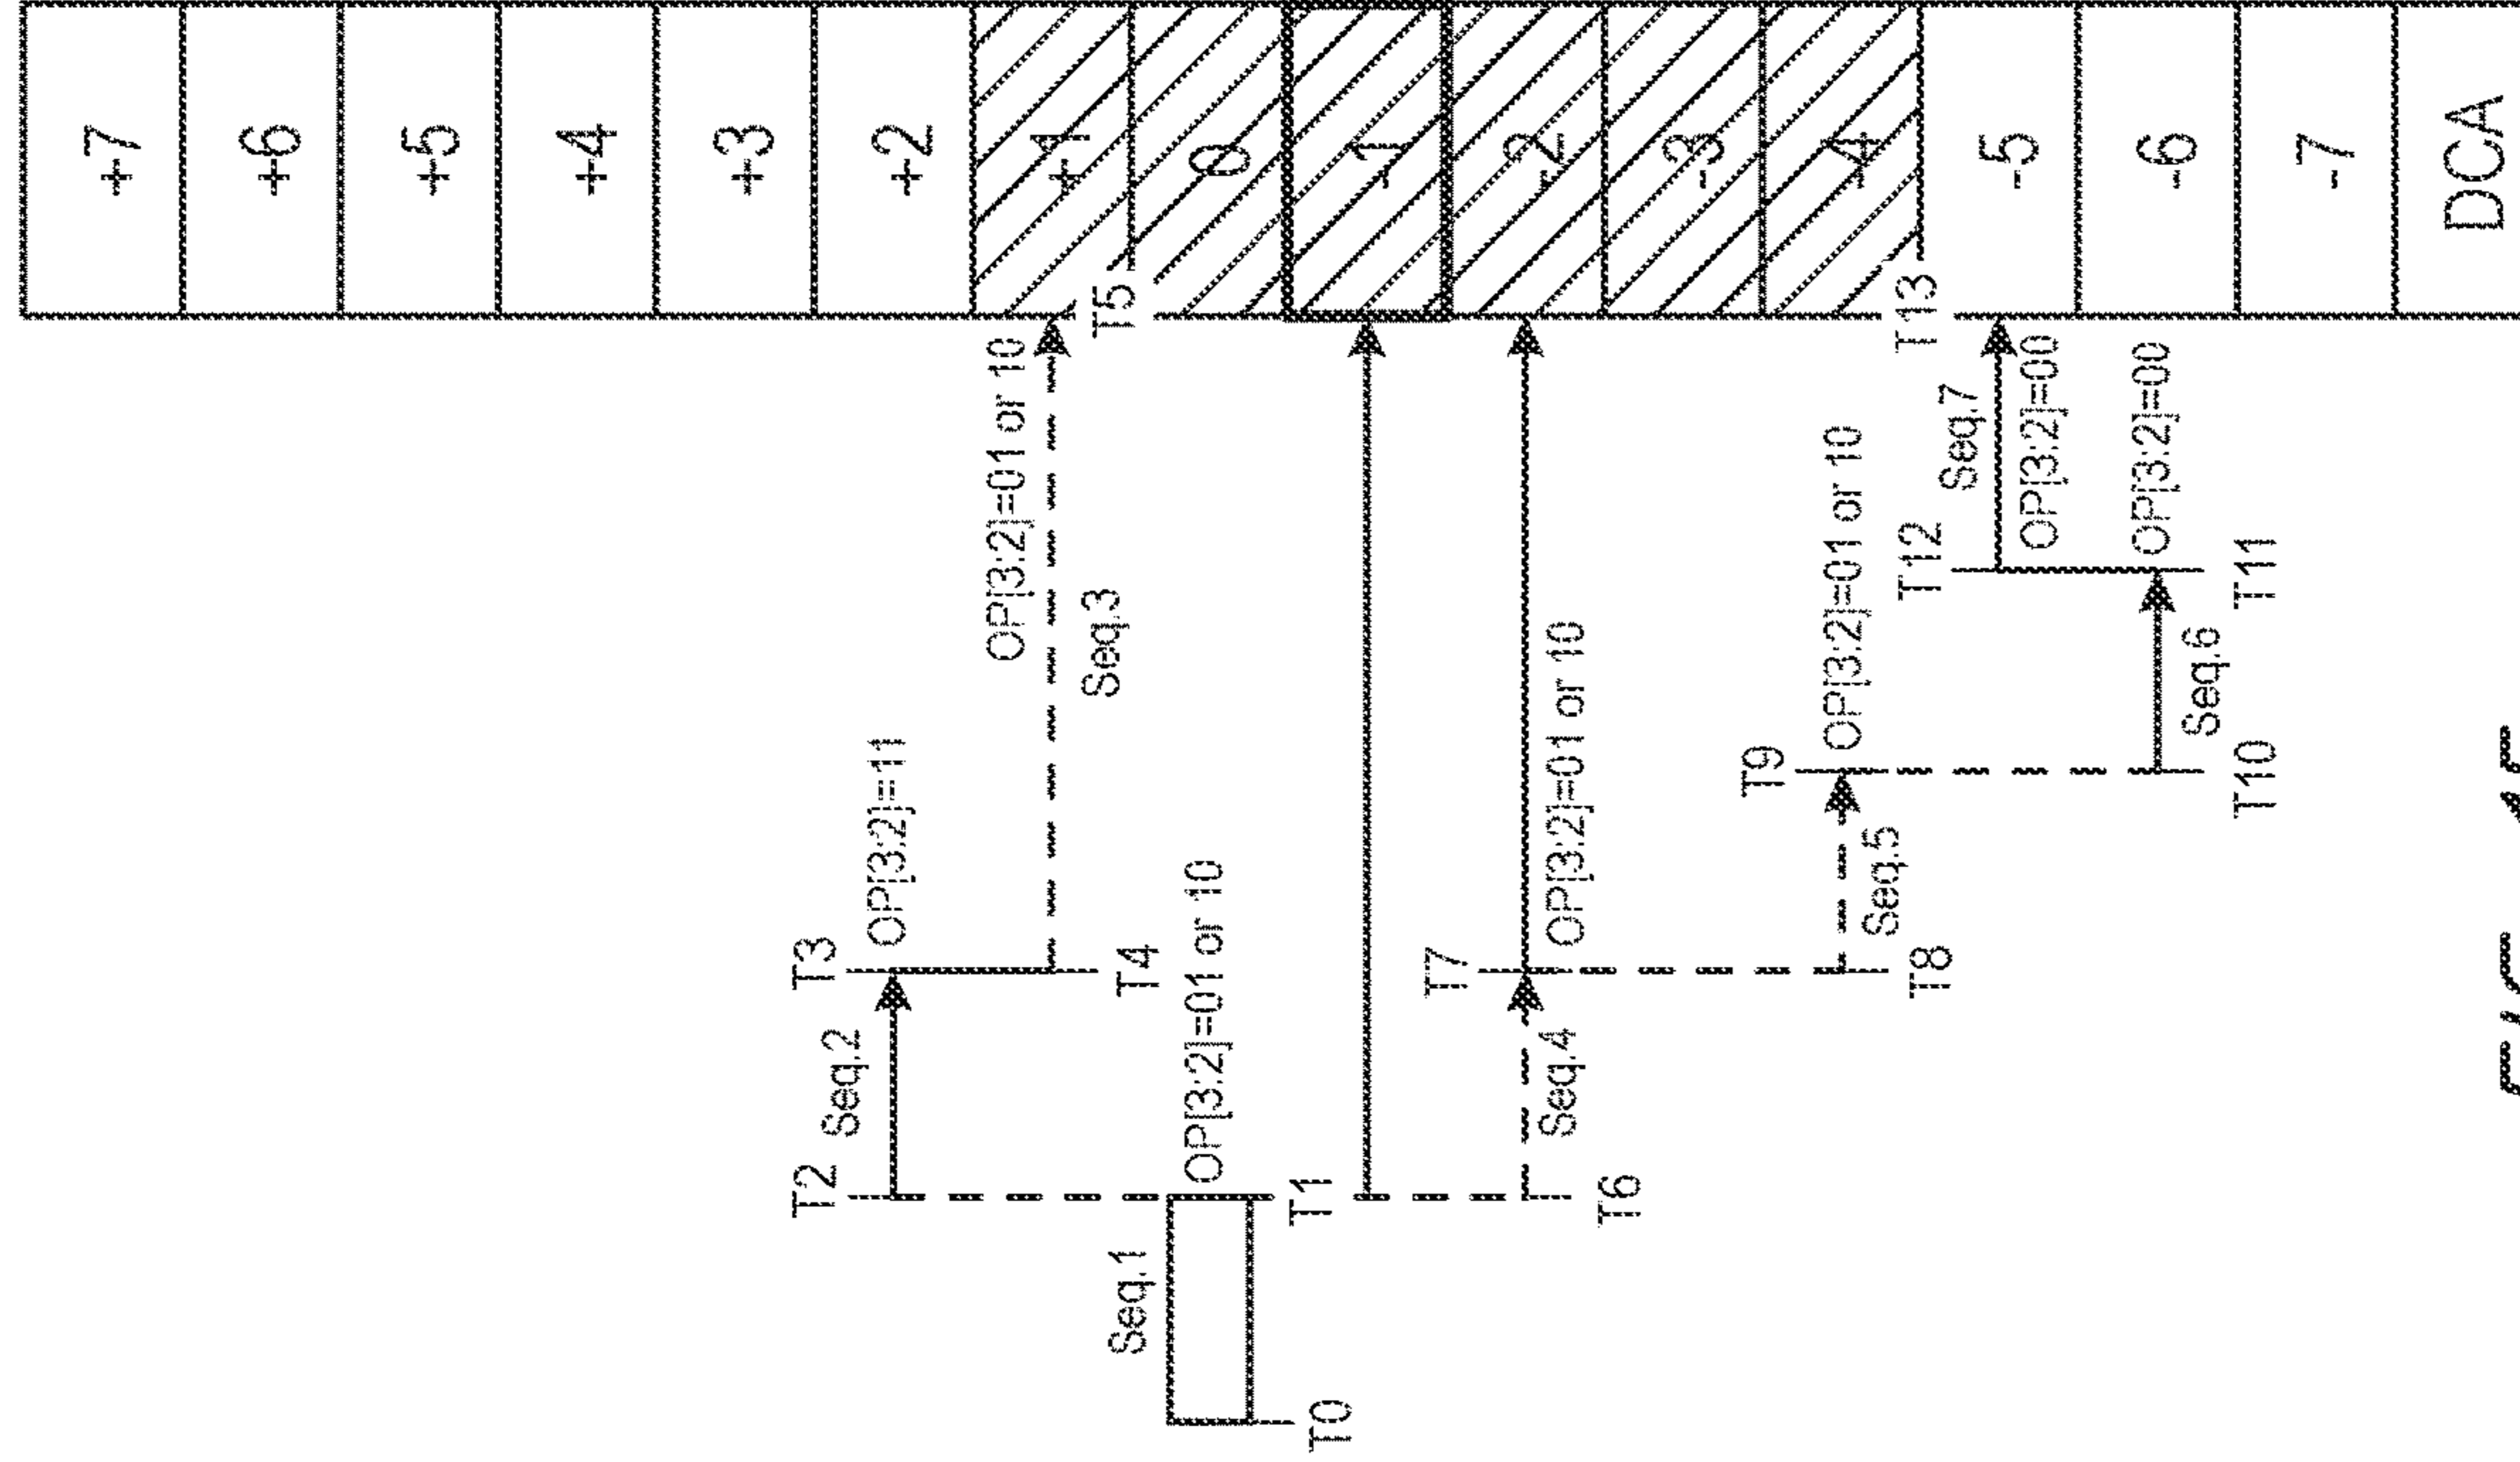 +7
+6
+5
+4
+3
+2
+1
0
-1
-2
-3
-4
-5
-6
-7
DCA
T5
T13
OP[3:2]=01 or 10
Seq.3
OP[3:2]=11
T3
T4
Seq.2
T2
OP[3:2]=01 or 10
T1
Seq.1
T0
OP[3:2]=01 or 10
T7
Seq.4
T6
OP[3:2]=01 or 10
T9
Seq.5
T8
Seq.7
OP[3:2]=00
OP[3:2]=00
T12
T11
Seq.6
T10